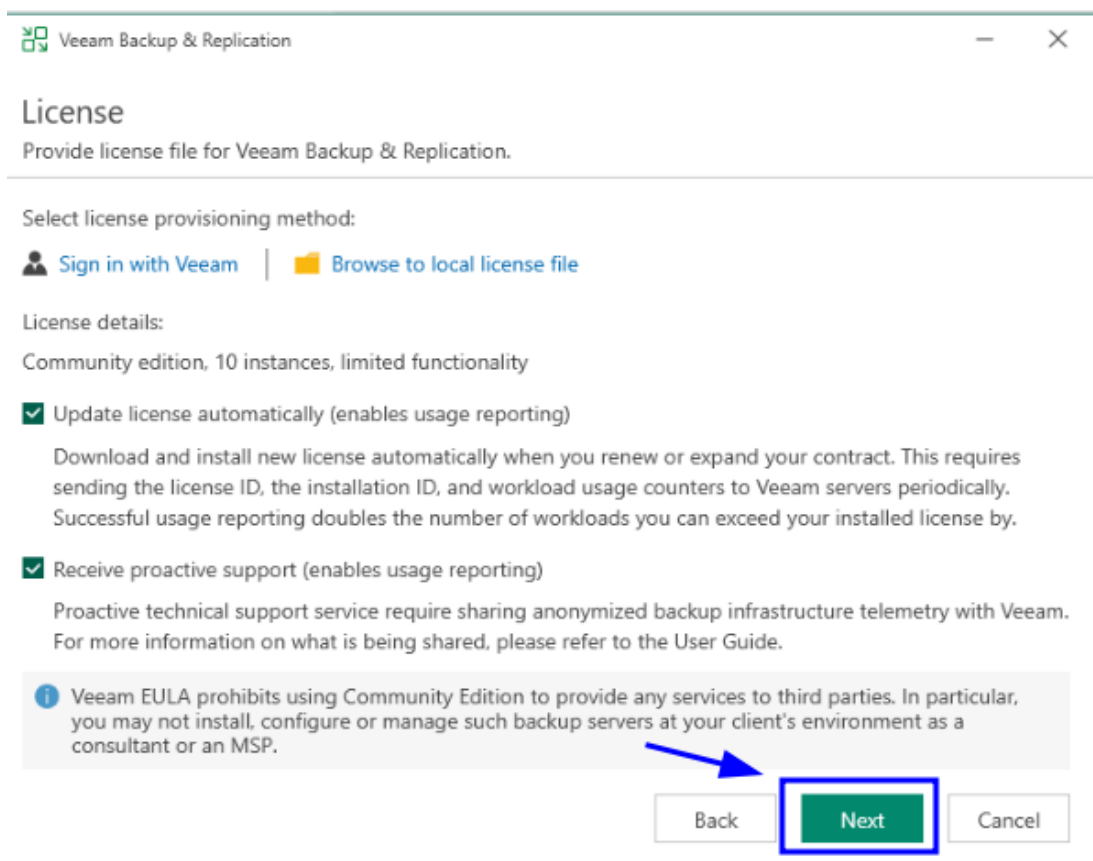 Veeam Backup & Replication
License
Provide license file for Veeam Backup & Replication.
Select license provisioning method:
Sign in with Veeam
Browse to local license file
License details:
Community edition, 10 instances, limited functionality
Update license automatically (enables usage reporting)
Download and install new license automatically when you renew or expand your contract. This requires
sending the license ID, the installation ID, and workload usage counters to Veeam servers periodically.
Successful usage reporting doubles the number of workloads you can exceed your installed license by.
Receive proactive support (enables usage reporting)
Proactive technical support service require sharing anonymized backup infrastructure telemetry with Veeam.
For more information on what is being shared, please refer to the User Guide.
Veeam EULA prohibits using Community Edition to provide any services to third parties. In particular,
you may not install, configure or manage such backup servers at your client's environment as a
consultant or an MSP.
Back
Next
Cancel